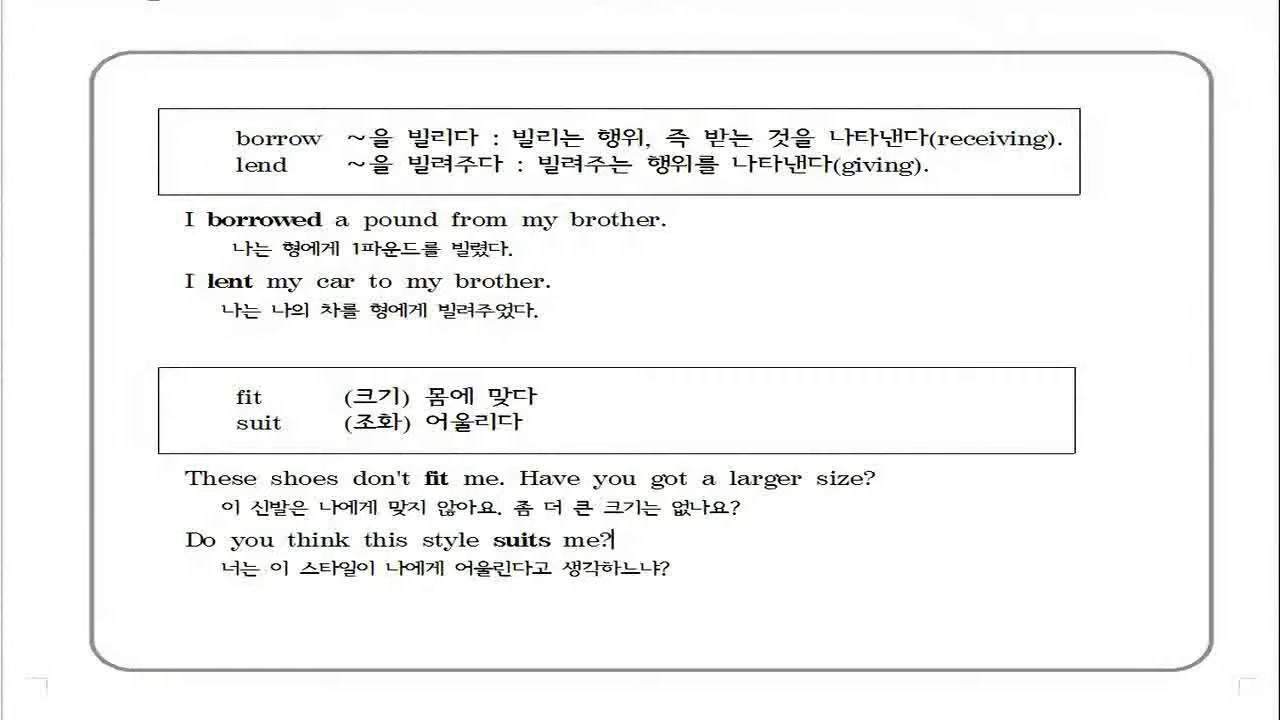 borrow ~을 빌리다 : 빌리는 행위, 즉 받는 것을 나타낸다(receiving).
lend ~을 빌려주다 : 빌려주는 행위를 나타낸다(giving).
I borrowed a pound from my brother.
나는 형에게 1파운드를 빌렸다.
I lent my car to my brother.
나는 나의 차를 형에게 빌려주었다.
fit (크기) 몸에 맞다
suit (조화) 어울리다
These shoes don't fit me. Have you got a larger size?
이 신발은 나에게 맞지 않아요. 좀 더 큰 크기는 없나요?
Do you think this style suits me?
너는 이 스타일이 나에게 어울린다고 생각하느냐?